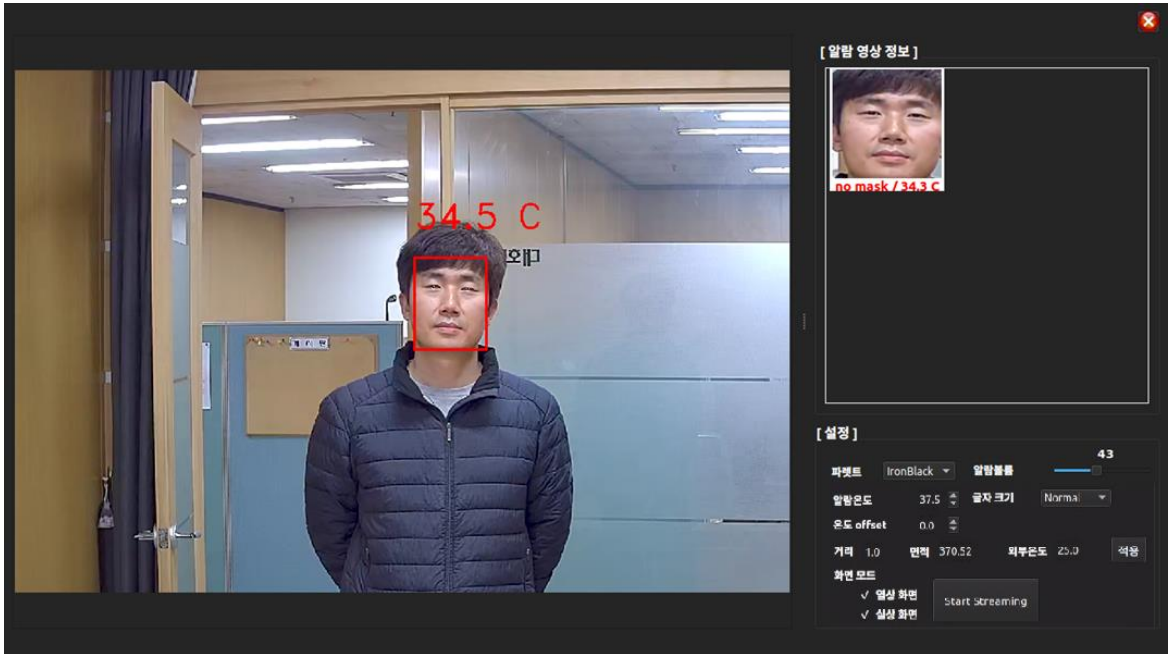 [ 알람 영상 정보 ]
no mask / 34.3 C
34.5 C
[ 설정 ]
43
파렛트 IronBlack 알람볼륨
알람온도 37.5 글자 크기 Normal
온도 offset 0.0
거리 1.0 면적 370.52 외부온도 25.0 적용
화면 모드
✓ 열상 화면
✓ 실상 화면
Start Streaming